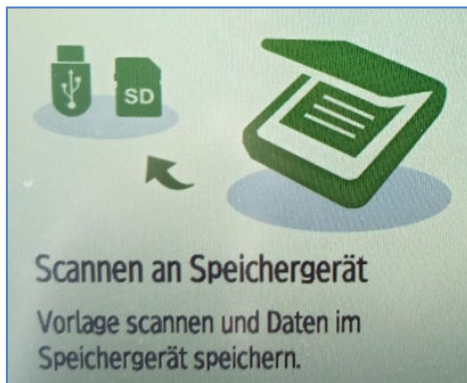 SD
Scannen an Speichergerät
Vorlage scannen und Daten im
Speichergerät speichern.